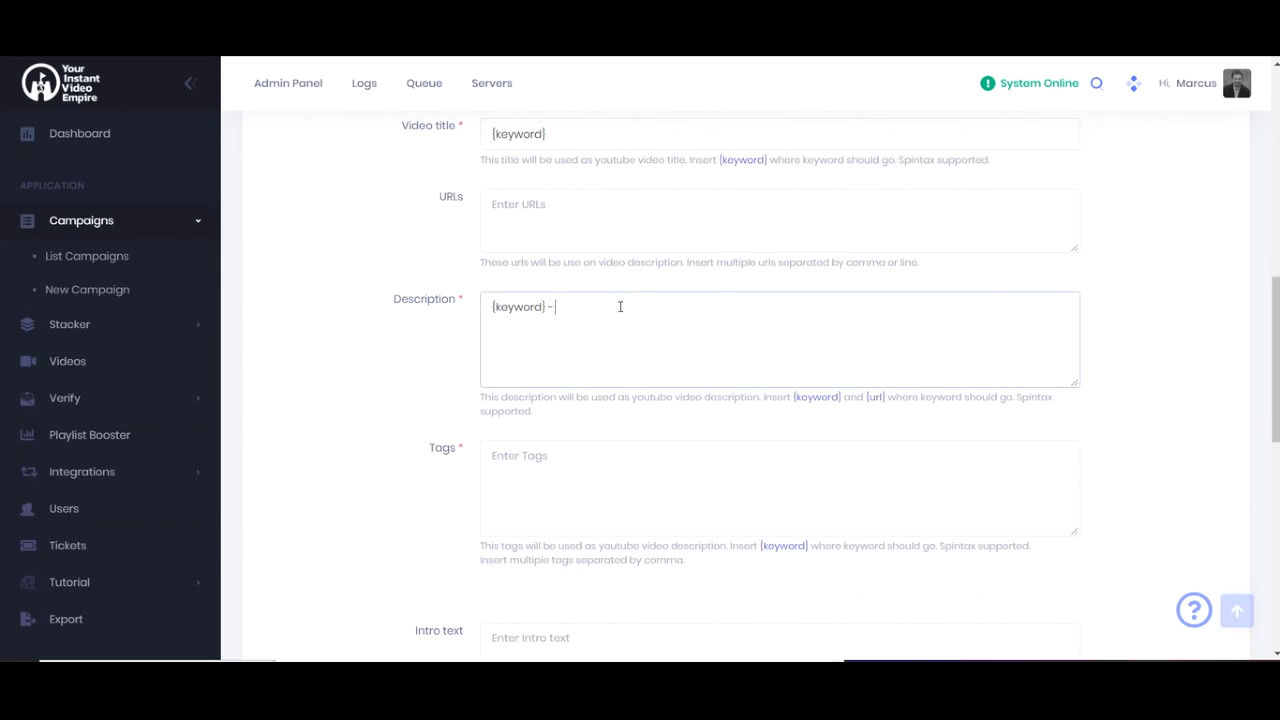 Your
Instant
Video
Empire
Admin Panel
Logs
Queue
Servers
System Online
Hi, Marcus
Dashboard
APPLICATION
Campaigns
List Campaigns
New Campaign
Stacker
Videos
Verify
Playlist Booster
Integrations
Users
Tickets
Tutorial
Export
Video title *
{keyword}
This title will be used as youtube video title. Insert {keyword} where keyword should go. Spintax supported.
URLs
Enter URLs
These urls will be use on video description. Insert multiple urls separated by comma or line.
Description *
{keyword} -
This description will be used as youtube video description. Insert {keyword} and {url} where keyword should go. Spintax
supported.
Tags *
Enter Tags
This tags will be used as youtube video description. Insert {keyword} where keyword should go. Spintax supported.
Insert multiple tags separated by comma.
Intro text
Enter Intro text